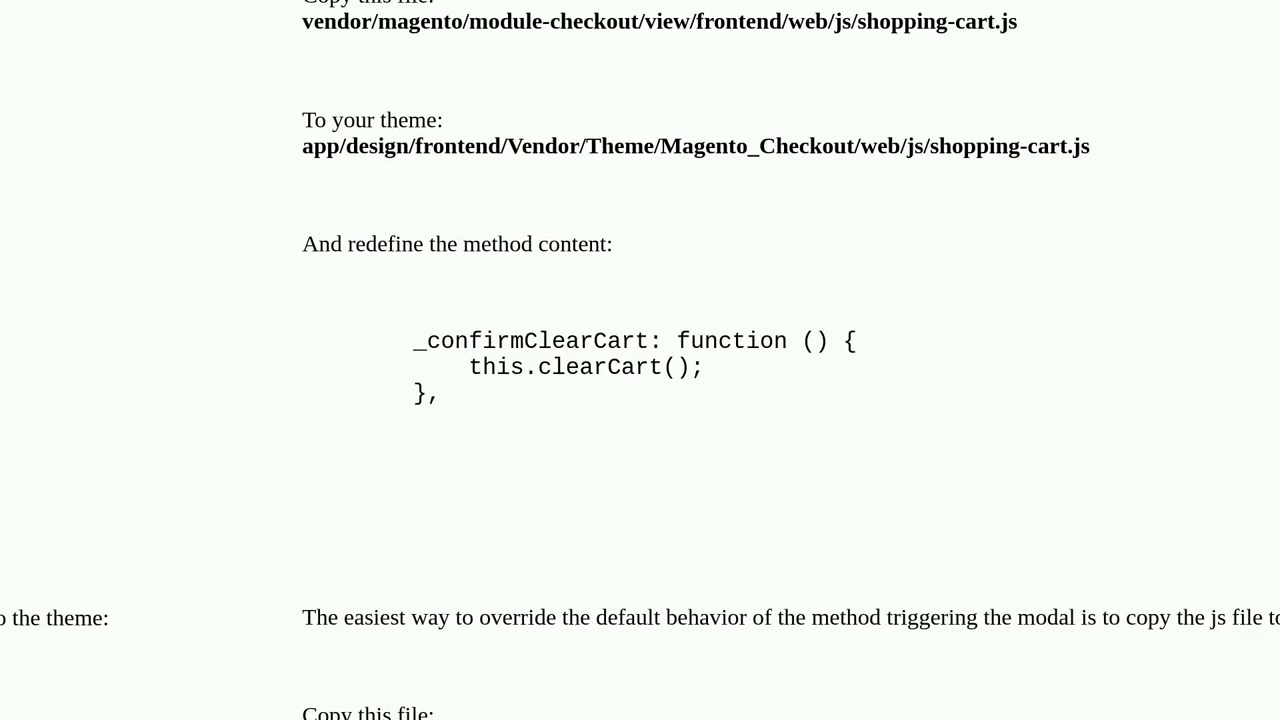 Copy this file:
vendor/magento/module-checkout/view/frontend/web/js/shopping-cart.js
To your theme:
app/design/frontend/Vendor/Theme/Magento_Checkout/web/js/shopping-cart.js
And redefine the method content:
_confirmClearCart: function () {
    this.clearCart();
},
o the theme:
The easiest way to override the default behavior of the method triggering the modal is to copy the js file to
Copy this file: